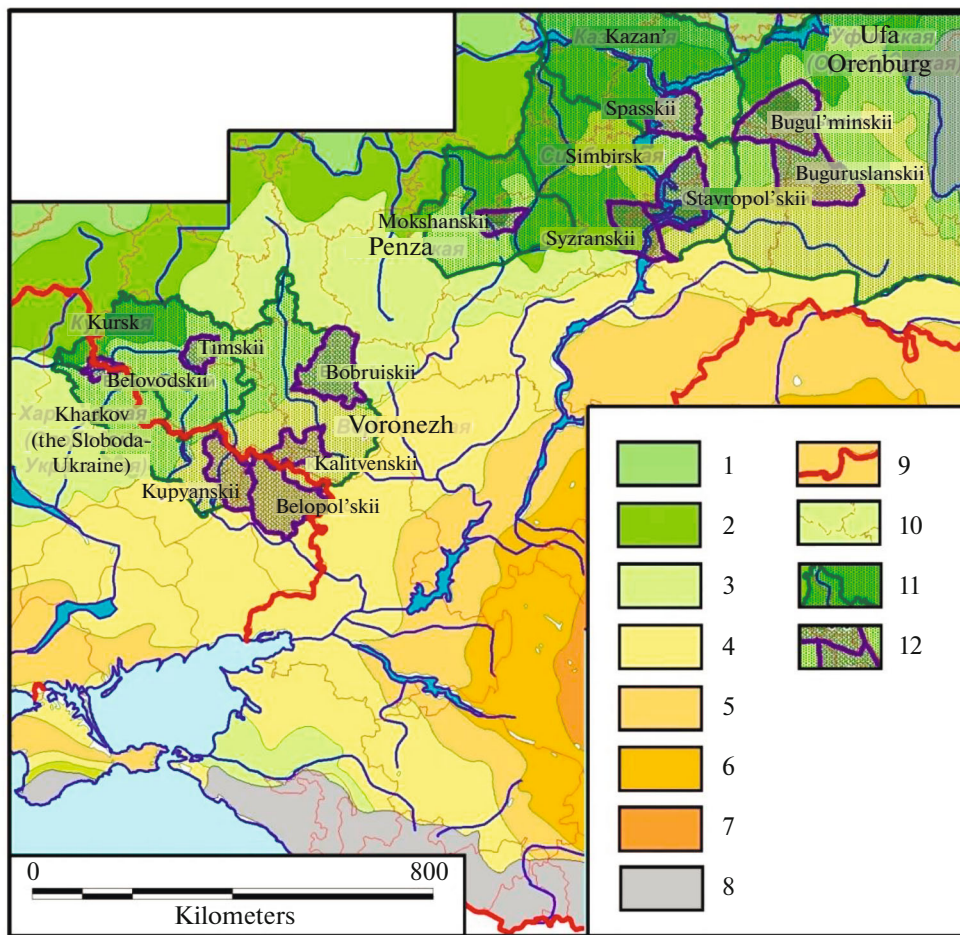 Kazan'
Ufa
Orenburg
Spasskii
Bugul'minskii
Simbirsk
Buguruslanskii
Stavropol'skii
Mokshanskii
Penza
Syzranskii
Kursk
Timskii
Belovodskii
Bobruiskii
Kharkov
(the Sloboda-
Ukraine)
Voronezh
Kalitvenskii
Kupyanskii
Belopol'skii
1
2
3
4
5
6
7
8
9
10
11
12
0 800
Kilometers